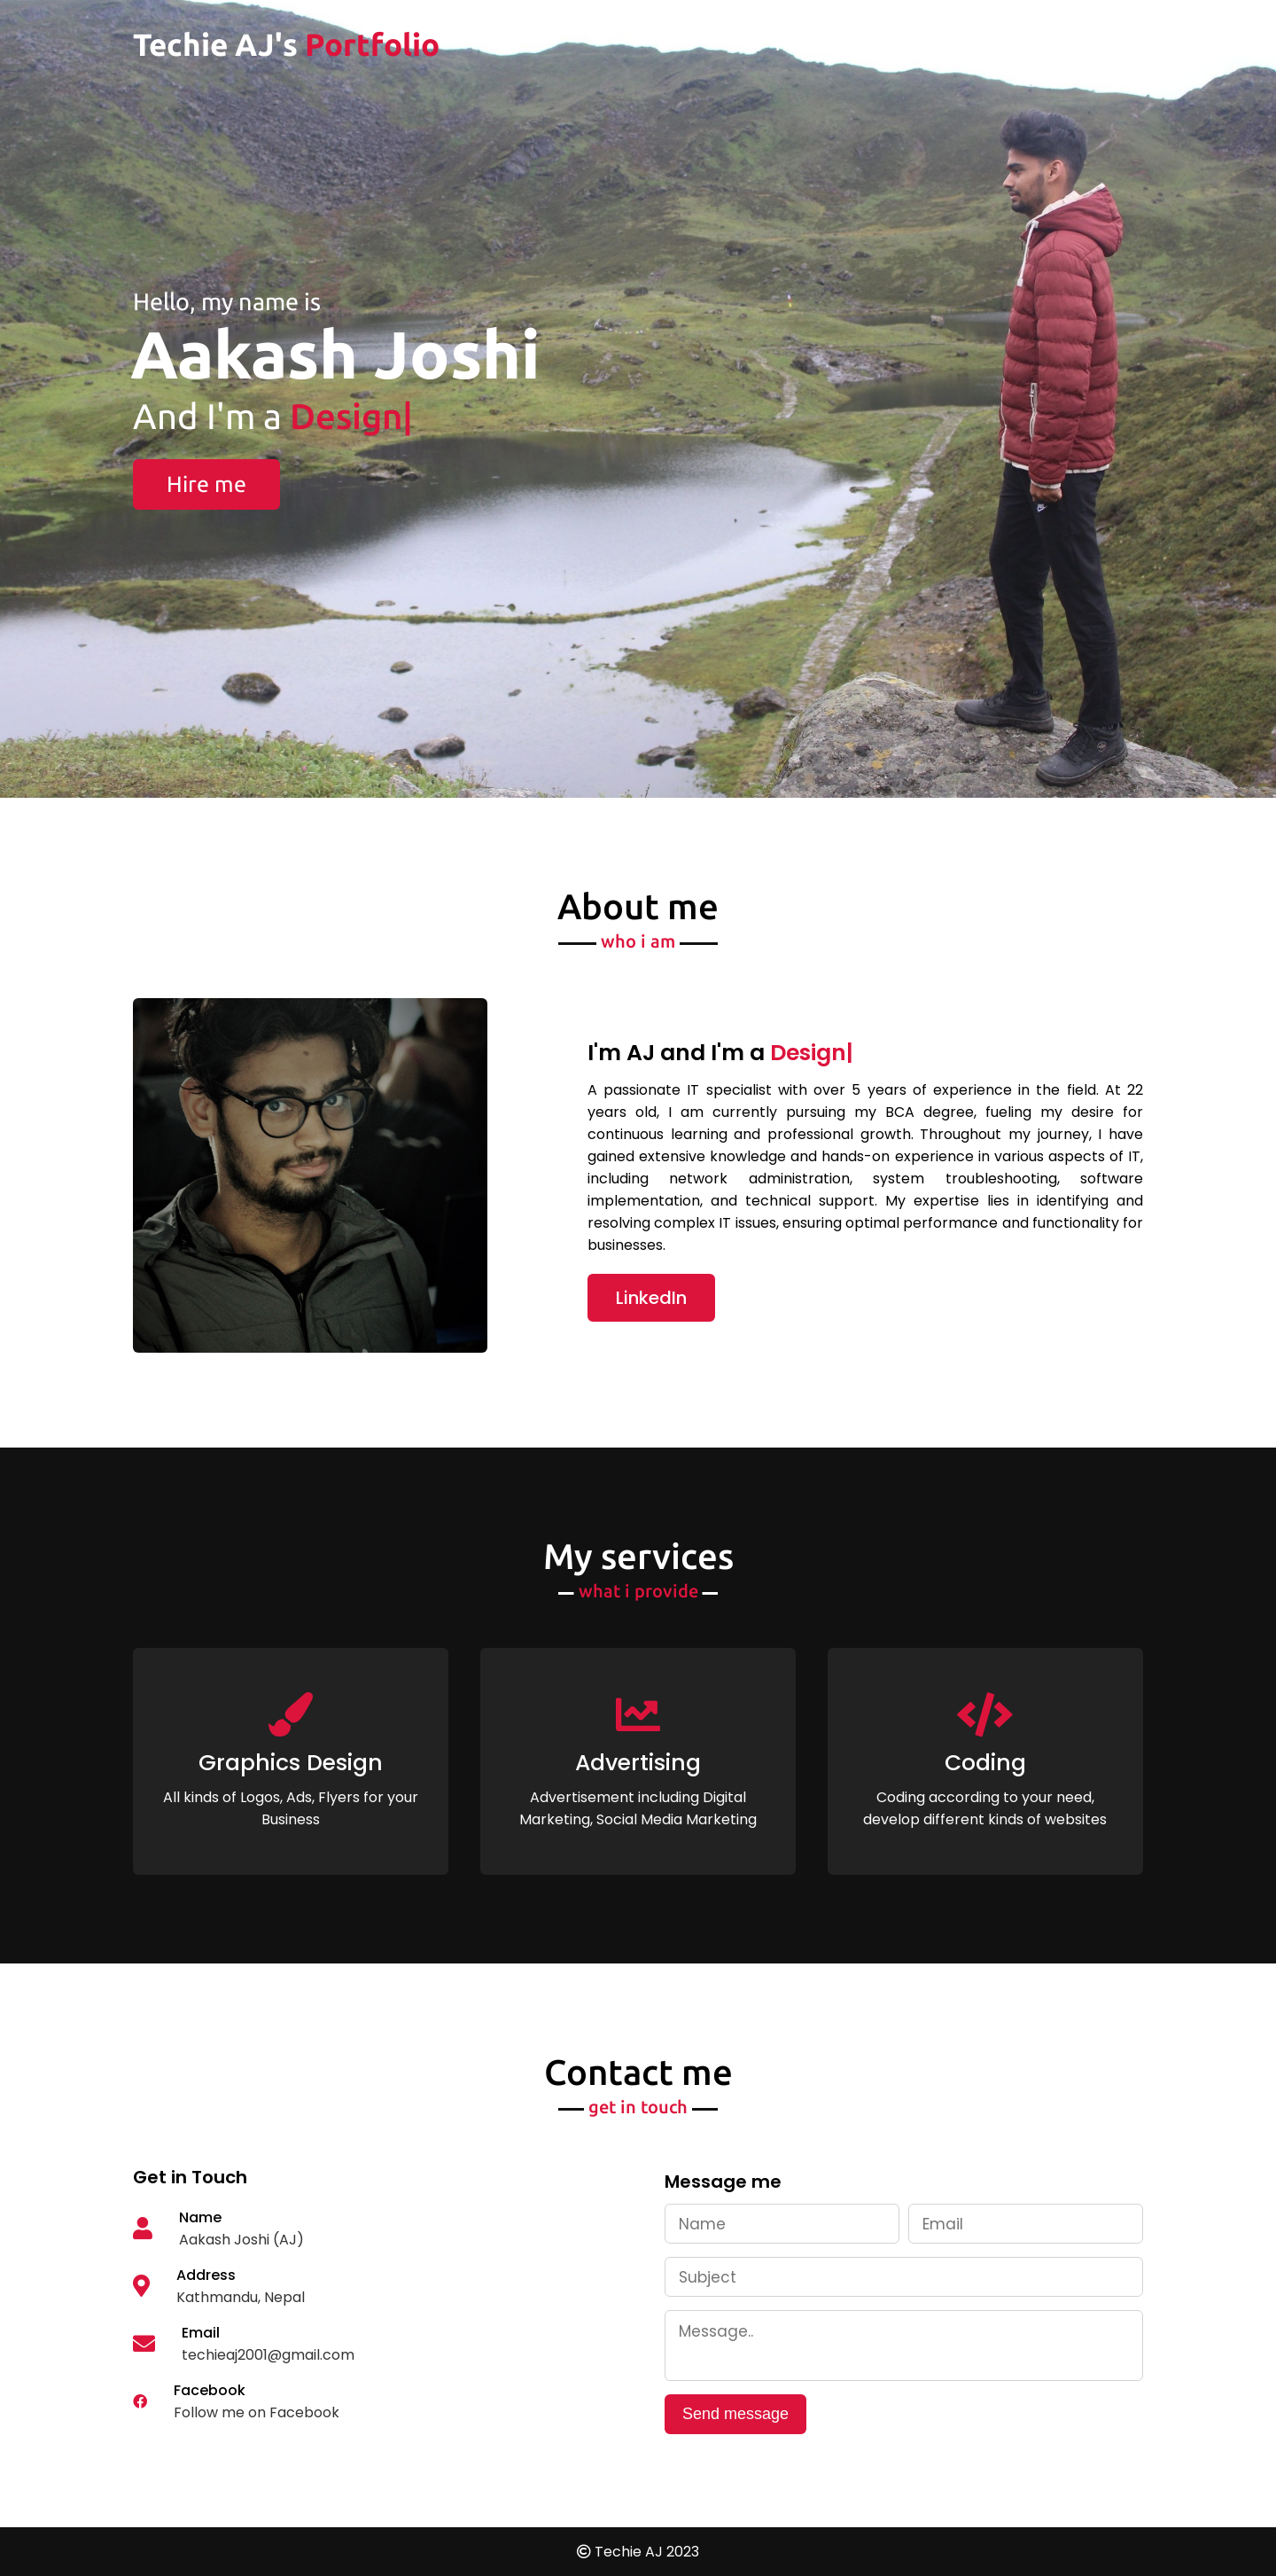 Techie AJ's Portfolio
Hello, my name is
Aakash Joshi
And I'm a Design|
Hire me
About me
who i am
I'm AJ and I'm a Design|
A passionate IT specialist with over 5 years of experience in the field. At 22
years old, I am currently pursuing my BCA degree, fueling my desire for
continuous learning and professional growth. Throughout my journey, I have
gained extensive knowledge and hands-on experience in various aspects of IT,
including network administration, system troubleshooting, software
implementation, and technical support. My expertise lies in identifying and
resolving complex IT issues, ensuring optimal performance and functionality for
businesses.
LinkedIn
My services
what i provide
Graphics Design
All kinds of Logos, Ads, Flyers for your
Business
Advertising
Advertisement including Digital
Marketing, Social Media Marketing
Coding
Coding according to your need,
develop different kinds of websites
Contact me
get in touch
Get in Touch
Name
Aakash Joshi (AJ)
Address
Kathmandu, Nepal
Email
techieaj2001@gmail.com
Facebook
Follow me on Facebook
Message me
Name
Email
Subject
Message..
Send message
© Techie AJ 2023